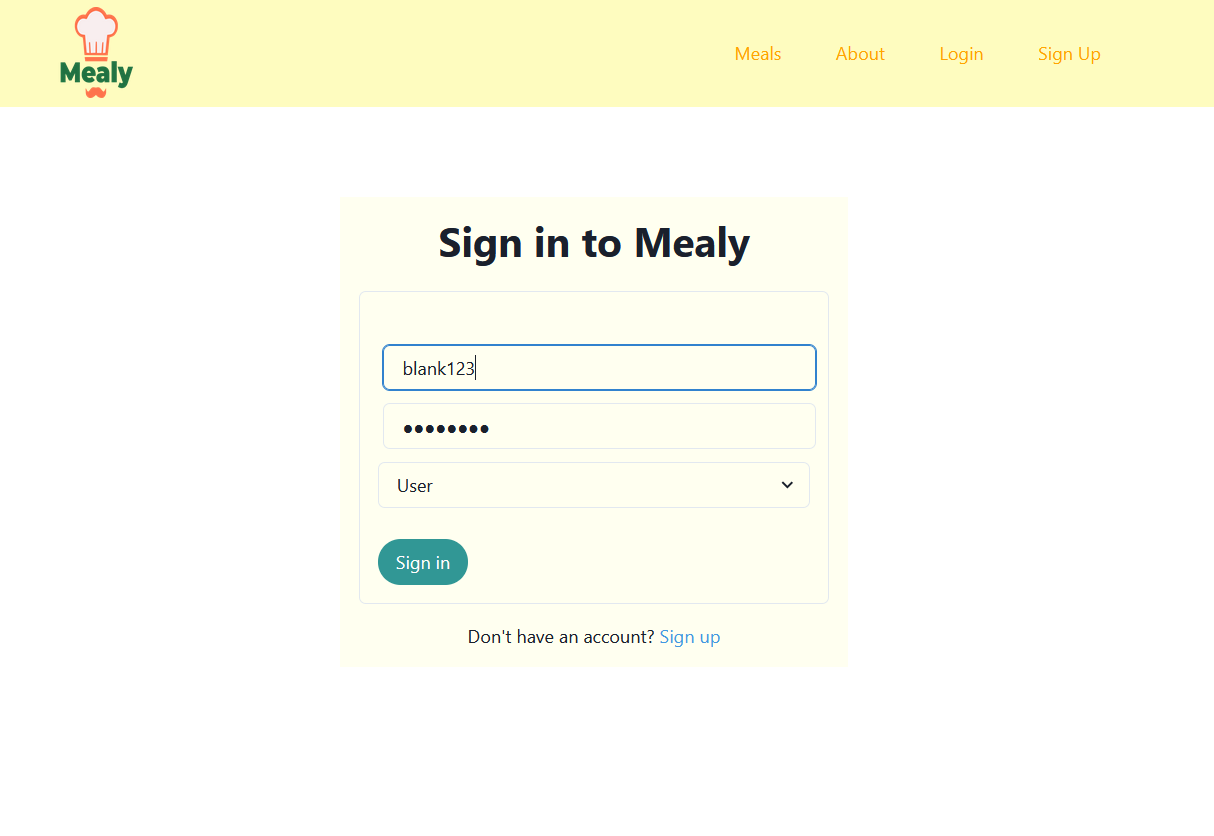 Mealy
Meals About Login Sign Up
Sign in to Mealy
blank123
••••••••
User
Sign in
Don't have an account? Sign up